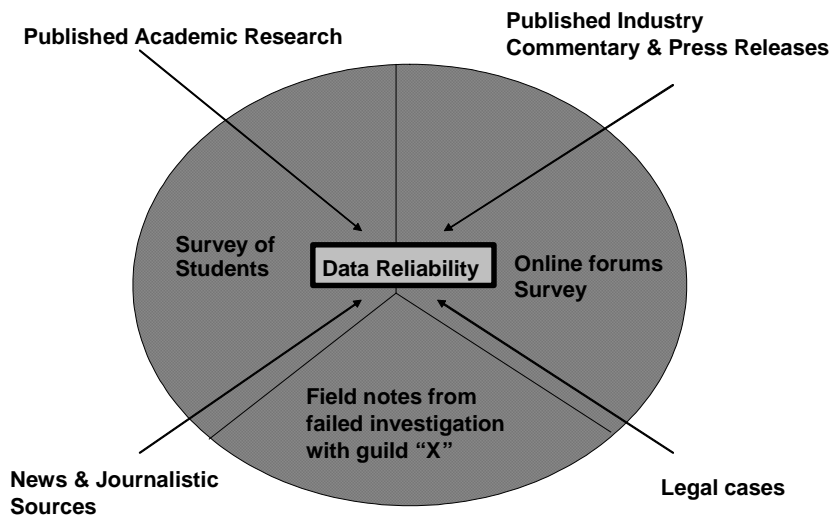 Published Academic Research
Published Industry
Commentary & Press Releases
Survey of
Students
Data Reliability
Online forums
Survey
Field notes from
failed investigation
with guild “X”
News & Journalistic
Sources
Legal cases